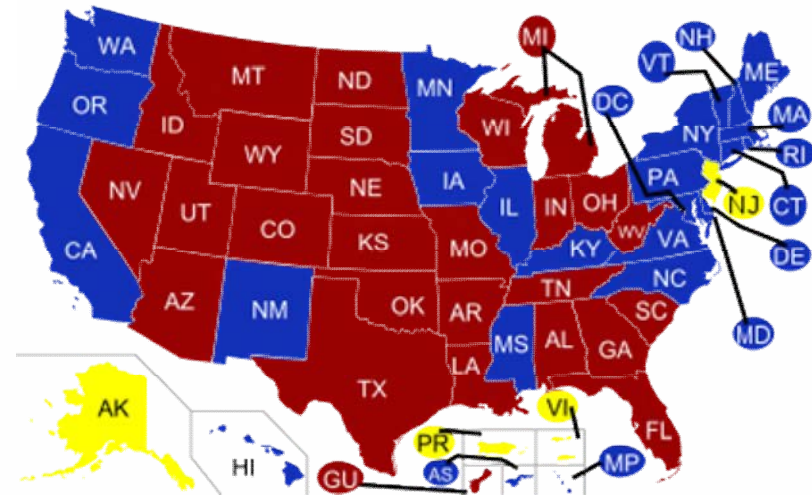 WA
MT
ND
MN
MI
NH
VT
ME
OR
ID
SD
WI
DC
MA
NY
RI
WY
NV
NE
IA
PA
CT
NJ
UT
CO
IL
IN
OH
WV
VA
DE
CA
KS
MO
KY
NC
AZ
NM
OK
AR
TN
SC
MD
MS
AL
GA
LA
TX
AK
VI
FL
PR
HI
GU
AS
MP